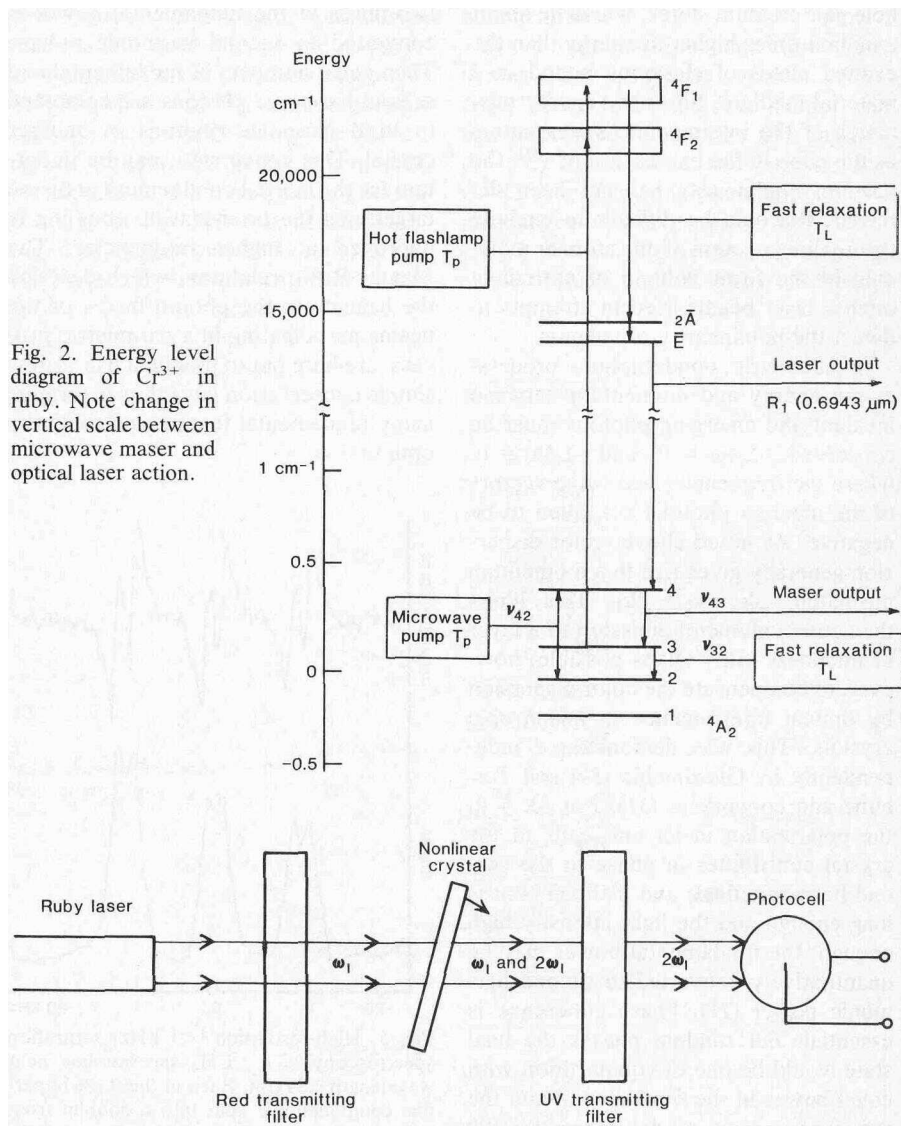 Energy
cm⁻¹
20,000
15,000
1 cm⁻¹
0.5
0
−0.5
⁴F₁
⁴F₂
Fast relaxation
T_L
Hot flashlamp
pump Tₚ
²Ā
Ē
Laser output
R₁ (0.6943 μm)
Fig. 2. Energy level
diagram of Cr³⁺ in
ruby. Note change in
vertical scale between
microwave maser and
optical laser action.
Microwave
pump Tₚ
ν₄₂
4
ν₄₃
3
ν₃₂
2
1
⁴A₂
Maser output
Fast relaxation
T_L
Ruby laser
Red transmitting
filter
ω₁
Nonlinear
crystal
ω₁ and 2ω₁
UV transmitting
filter
2ω₁
Photocell